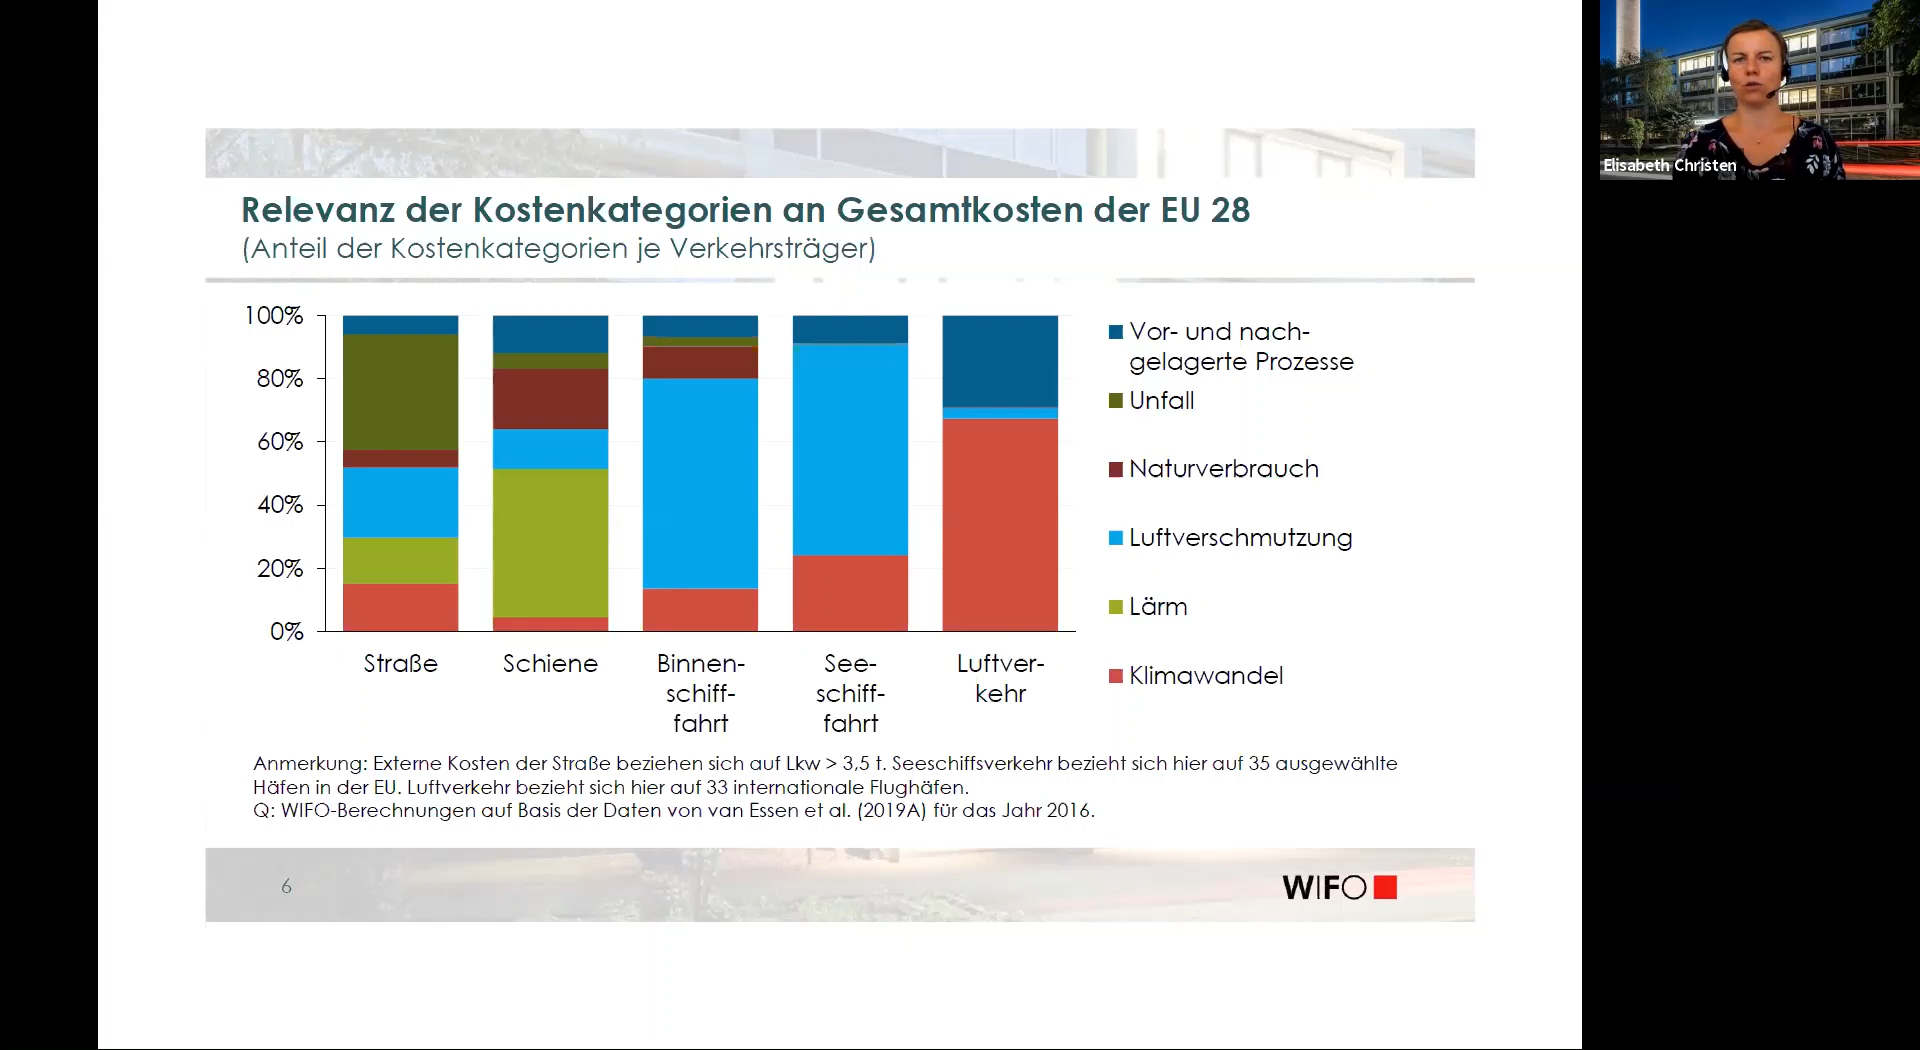 Elisabeth Christen
Relevanz der Kostenkategorien an Gesamtkosten der EU 28
(Anteil der Kostenkategorien je Verkehrsträger)
100%
80%
60%
40%
20%
0%
Straße
Schiene
Binnen-
schiff-
fahrt
See-
schiff-
fahrt
Luftver-
kehr
Vor- und nach-
gelagerte Prozesse
Unfall
Naturverbrauch
Luftverschmutzung
Lärm
Klimawandel
Anmerkung: Externe Kosten der Straße beziehen sich auf Lkw > 3,5 t. Seeschiffsverkehr bezieht sich hier auf 35 ausgewählte
Häfen in der EU. Luftverkehr bezieht sich hier auf 33 internationale Flughäfen.
Q: WIFO-Berechnungen auf Basis der Daten von van Essen et al. (2019A) für das Jahr 2016.
6
WIFO